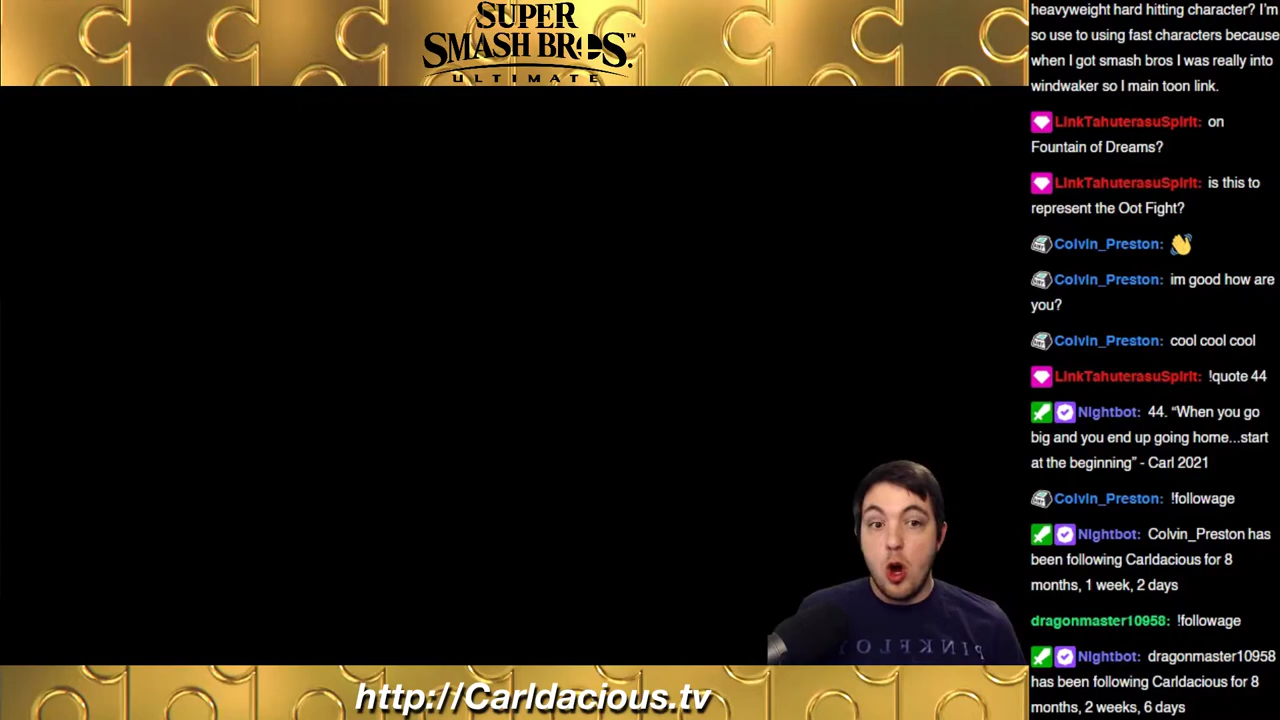 SUPER
SMASH BROS.™
ULTIMATE
heavyweight hard hitting character? I'm
so use to using fast characters because
when I got smash bros I was really into
windwaker so I main toon link.
LinkTahuterasuSpirit: on
Fountain of Dreams?
LinkTahuterasuSpirit: is this to
represent the Oot Fight?
Colvin_Preston: 👋
Colvin_Preston: im good how are
you?
Colvin_Preston: cool cool cool
LinkTahuterasuSpirit: !quote 44
Nightbot: 44. “When you go
big and you end up going home...start
at the beginning” - Carl 2021
Colvin_Preston: !followage
Nightbot: Colvin_Preston has
been following Carldacious for 8
months, 1 week, 2 days
dragonmaster10958: !followage
Nightbot: dragonmaster10958
has been following Carldacious for 8
months, 2 weeks, 6 days
PINK FLOY
http://Carldacious.tv